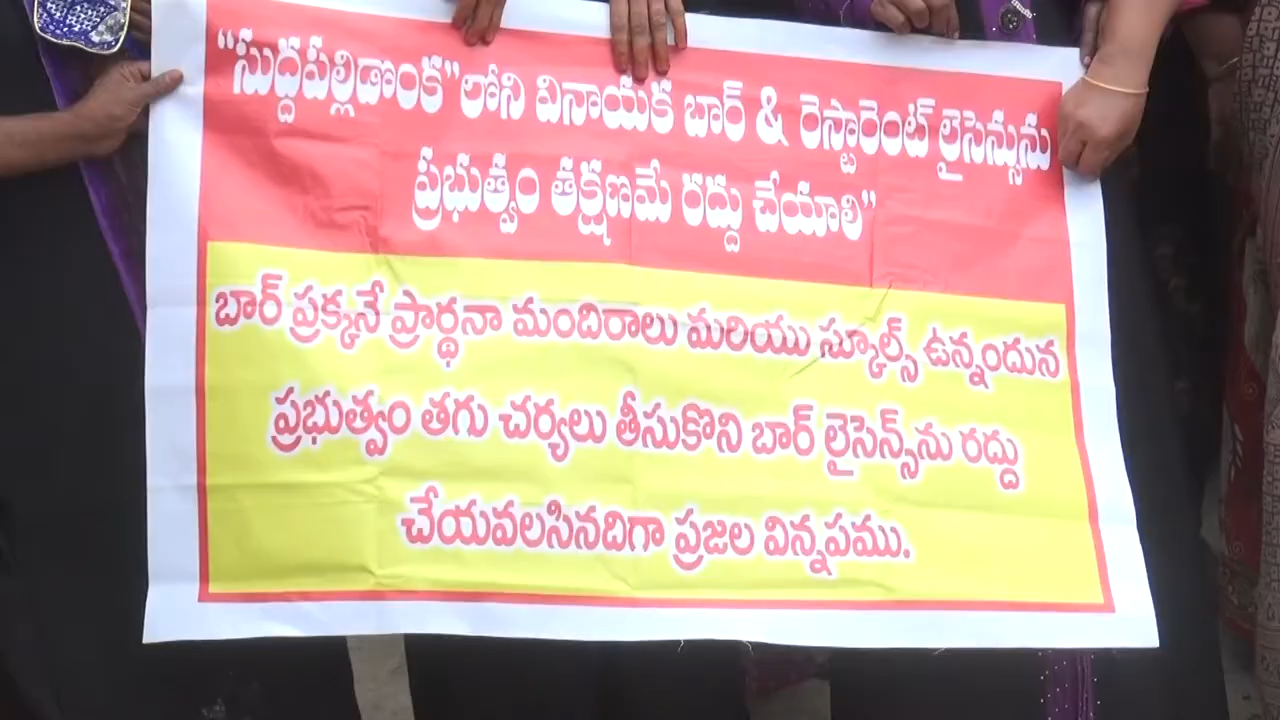 "సుద్దపల్లిడొంక"లోని వినాయక బార్ & రెస్టారెంట్ లైసెన్సును
ప్రభుత్వం తక్షణమే రద్దు చేయాలి"
బార్ ప్రక్కనే ప్రార్థనా మందిరాలు మరియు స్కూల్స్ ఉన్నందున
ప్రభుత్వం తగు చర్యలు తీసుకొని బార్ లైసెన్స్‌ను రద్దు
చేయవలసినదిగా ప్రజల విన్నపము.